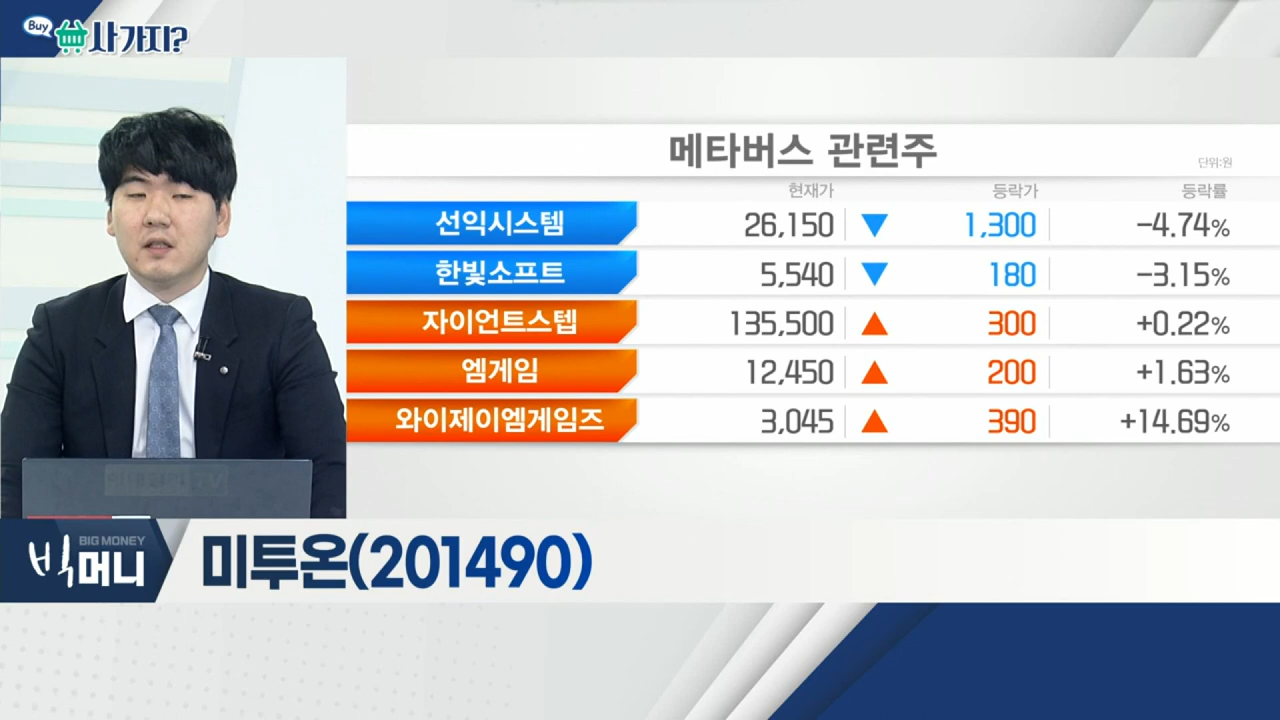 Buy
사가지?
메타버스 관련주
단위:원
현재가 등락가 등락률
선익시스템 26,150 ▼ 1,300 -4.74%
한빛소프트 5,540 ▼ 180 -3.15%
자이언트스텝 135,500 ▲ 300 +0.22%
엠게임 12,450 ▲ 200 +1.63%
와이제이엠게임즈 3,045 ▲ 390 +14.69%
BIG MONEY
빅머니
미투온(201490)